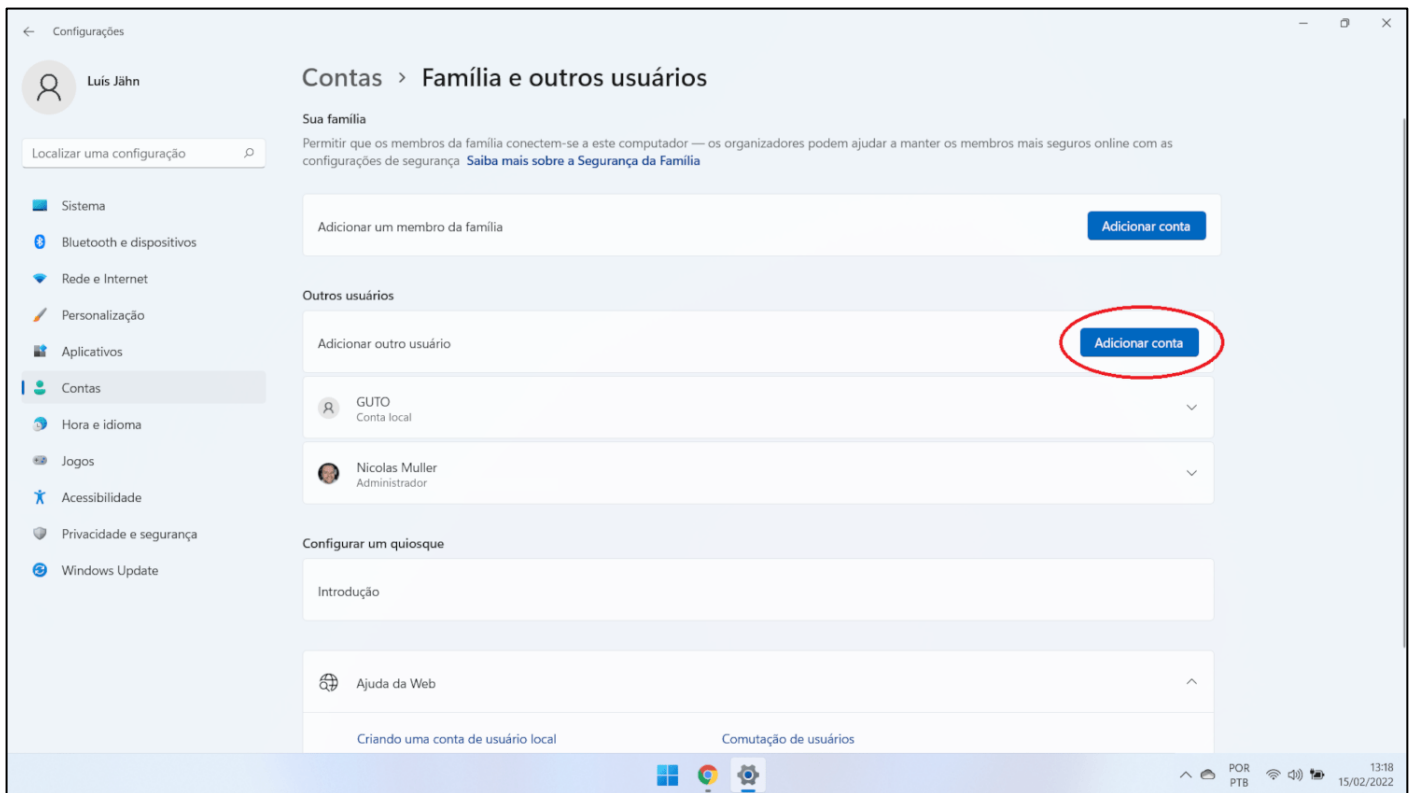 Configurações
Luís Jähn
Localizar uma configuração
Sistema
Bluetooth e dispositivos
Rede e Internet
Personalização
Aplicativos
Contas
Hora e idioma
Jogos
Acessibilidade
Privacidade e segurança
Windows Update
Contas > Família e outros usuários
Sua família
Permitir que os membros da família conectem-se a este computador — os organizadores podem ajudar a manter os membros mais seguros online com as
configurações de segurança Saiba mais sobre a Segurança da Família
Adicionar um membro da família
Adicionar conta
Outros usuários
Adicionar outro usuário
Adicionar conta
GUTO
Conta local
Nicolas Muller
Administrador
Configurar um quiosque
Introdução
Ajuda da Web
Criando uma conta de usuário local
Comutação de usuários
POR
PTB
13:18
15/02/2022